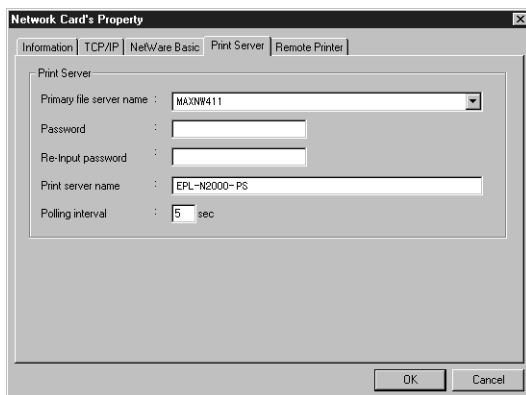 Network Card's Property
Information TCP/IP NetWare Basic Print Server Remote Printer
Print Server
Primary file server name : MAXNW411
Password :
Re-Input password :
Print server name : EPL-N2000-PS
Polling interval : 5 sec
OK Cancel